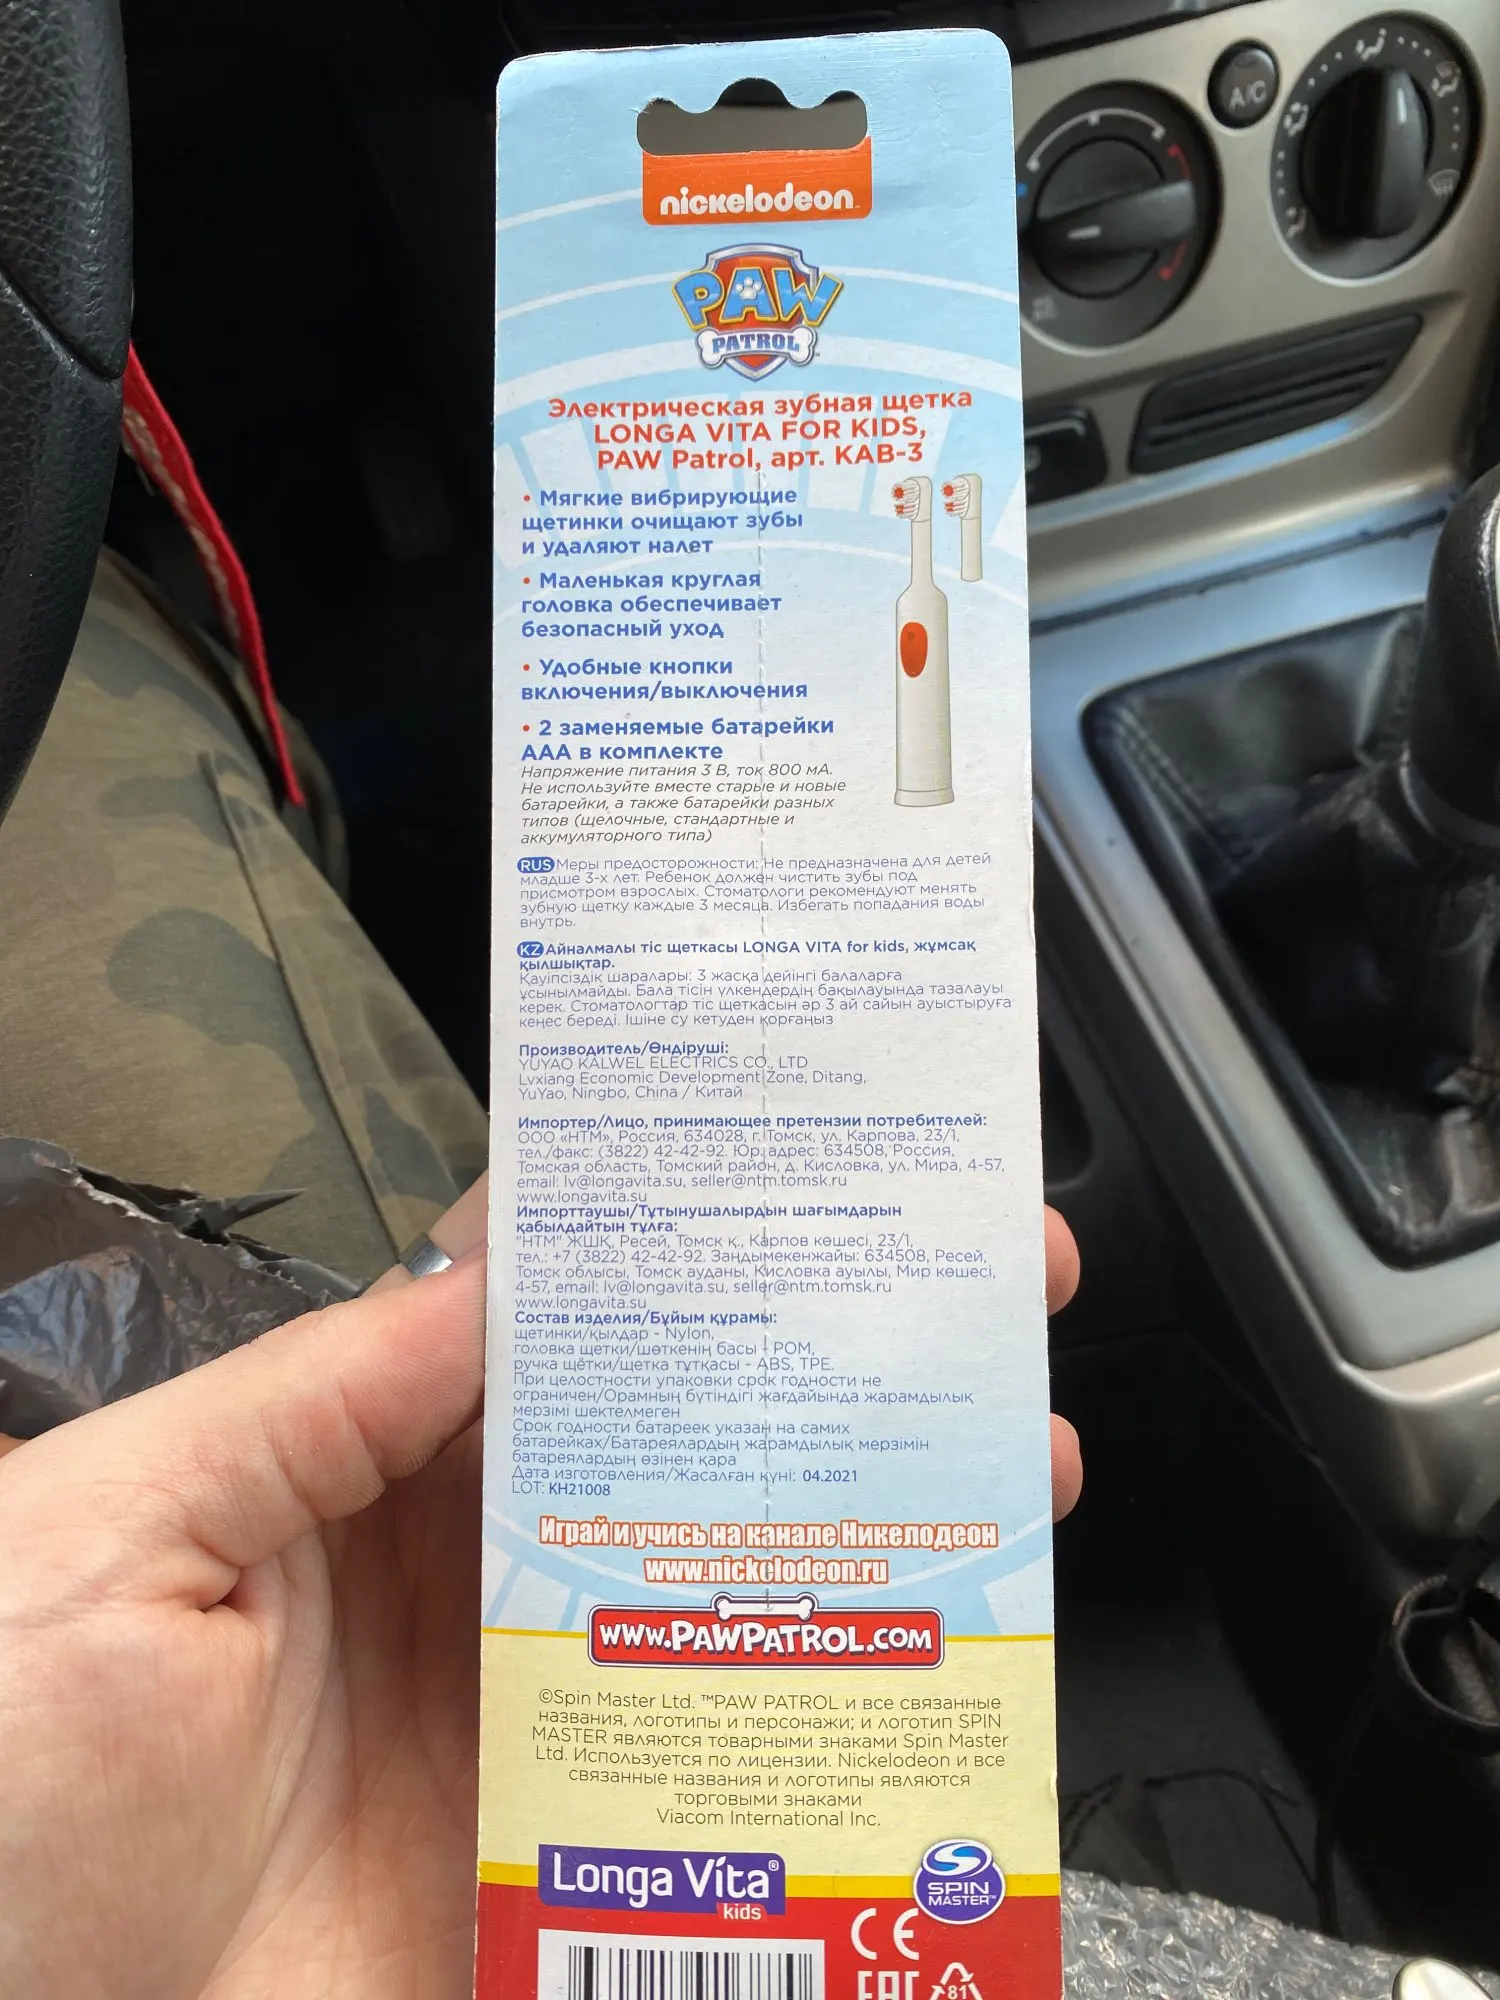 nickelodeon
PAW
PATROL
Электрическая зубная щетка
LONGA VITA FOR KIDS,
PAW Patrol, арт. KAB-3
• Мягкие вибрирующие
щетинки очищают зубы
и удаляют налет
• Маленькая круглая
головка обеспечивает
безопасный уход
• Удобные кнопки
включения/выключения
• 2 заменяемые батарейки
ААА в комплекте
Напряжение питания 3 В, ток 800 мА.
Не используйте вместе старые и новые
батарейки, а также батарейки разных
типов (щелочные, стандартные и
аккумуляторного типа)
RUS Меры предосторожности: Не предназначена для детей
младше 3-х лет. Ребенок должен чистить зубы под
присмотром взрослых. Стоматологи рекомендуют менять
зубную щетку каждые 3 месяца. Избегать попадания воды
внутрь.
KZ Айналмалы тіс щеткасы LONGA VITA for kids, жұмсақ
қылшықтар.
Қауіпсіздік шаралары: 3 жасқа дейінгі балаларға
ұсынылмайды. Бала тісін үлкендердің бақылауында тазалауы
керек. Стоматологтар тіс щеткасын әр 3 ай сайын ауыстыруға
кеңес береді. Ішіне су кетуден қорғаңыз
Производитель/Өндіруші:
YUYAO KALWEL ELECTRICS CO., LTD
Lvxiang Economic Development Zone, Ditang,
YuYao, Ningbo, China / Китай
Импортер/Лицо, принимающее претензии потребителей:
ООО «НТМ», Россия, 634028, г. Томск, ул. Карпова, 23/1,
тел./факс: (3822) 42-42-92. Юр. адрес: 634508, Россия,
Томская область, Томский район, д. Кисловка, ул. Мира, 4-57,
email: lv@longavita.su, seller@ntm.tomsk.ru
www.longavita.su
Импорттаушы/Тұтынушалырдын шағымдарын
қабылдайтын тұлға:
"НТМ" ЖШҚ, Ресей, Томск қ., Карпов көшесі, 23/1,
тел.: +7 (3822) 42-42-92. Заңдымекенжайы: 634508, Ресей,
Томск облысы, Томск ауданы, Кисловка ауылы, Мир көшесі,
4-57, email: lv@longavita.su, seller@ntm.tomsk.ru
www.longavita.su
Состав изделия/Бұйым құрамы:
щетинки/қылдар - Nylon,
головка щетки/шөткенің басы - POM,
ручка щётки/щетка тұтқасы - ABS, TPE.
При целостности упаковки срок годности не
ограничен/Орамның бүтіндігі жағдайында жарамдылық
мерзімі шектелмеген
Срок годности батареек указан на самих
батарейках/Батареялардың жарамдылық мерзімін
батареялардың өзінен қара
Дата изготовления/Жасалған күні: 04.2021
LOT: KH21008
Играй и учись на канале Никелодеон
www.nickelodeon.ru
www.PAWPATROL.COM
©Spin Master Ltd. ™PAW PATROL и все связанные
названия, логотипы и персонажи; и логотип SPIN
MASTER являются товарными знаками Spin Master
Ltd. Используется по лицензии. Nickelodeon и все
связанные названия и логотипы являются
торговыми знаками
Viacom International Inc.
Longa Vita®
kids
SPIN
MASTER™
CE
EAC
81
A/C